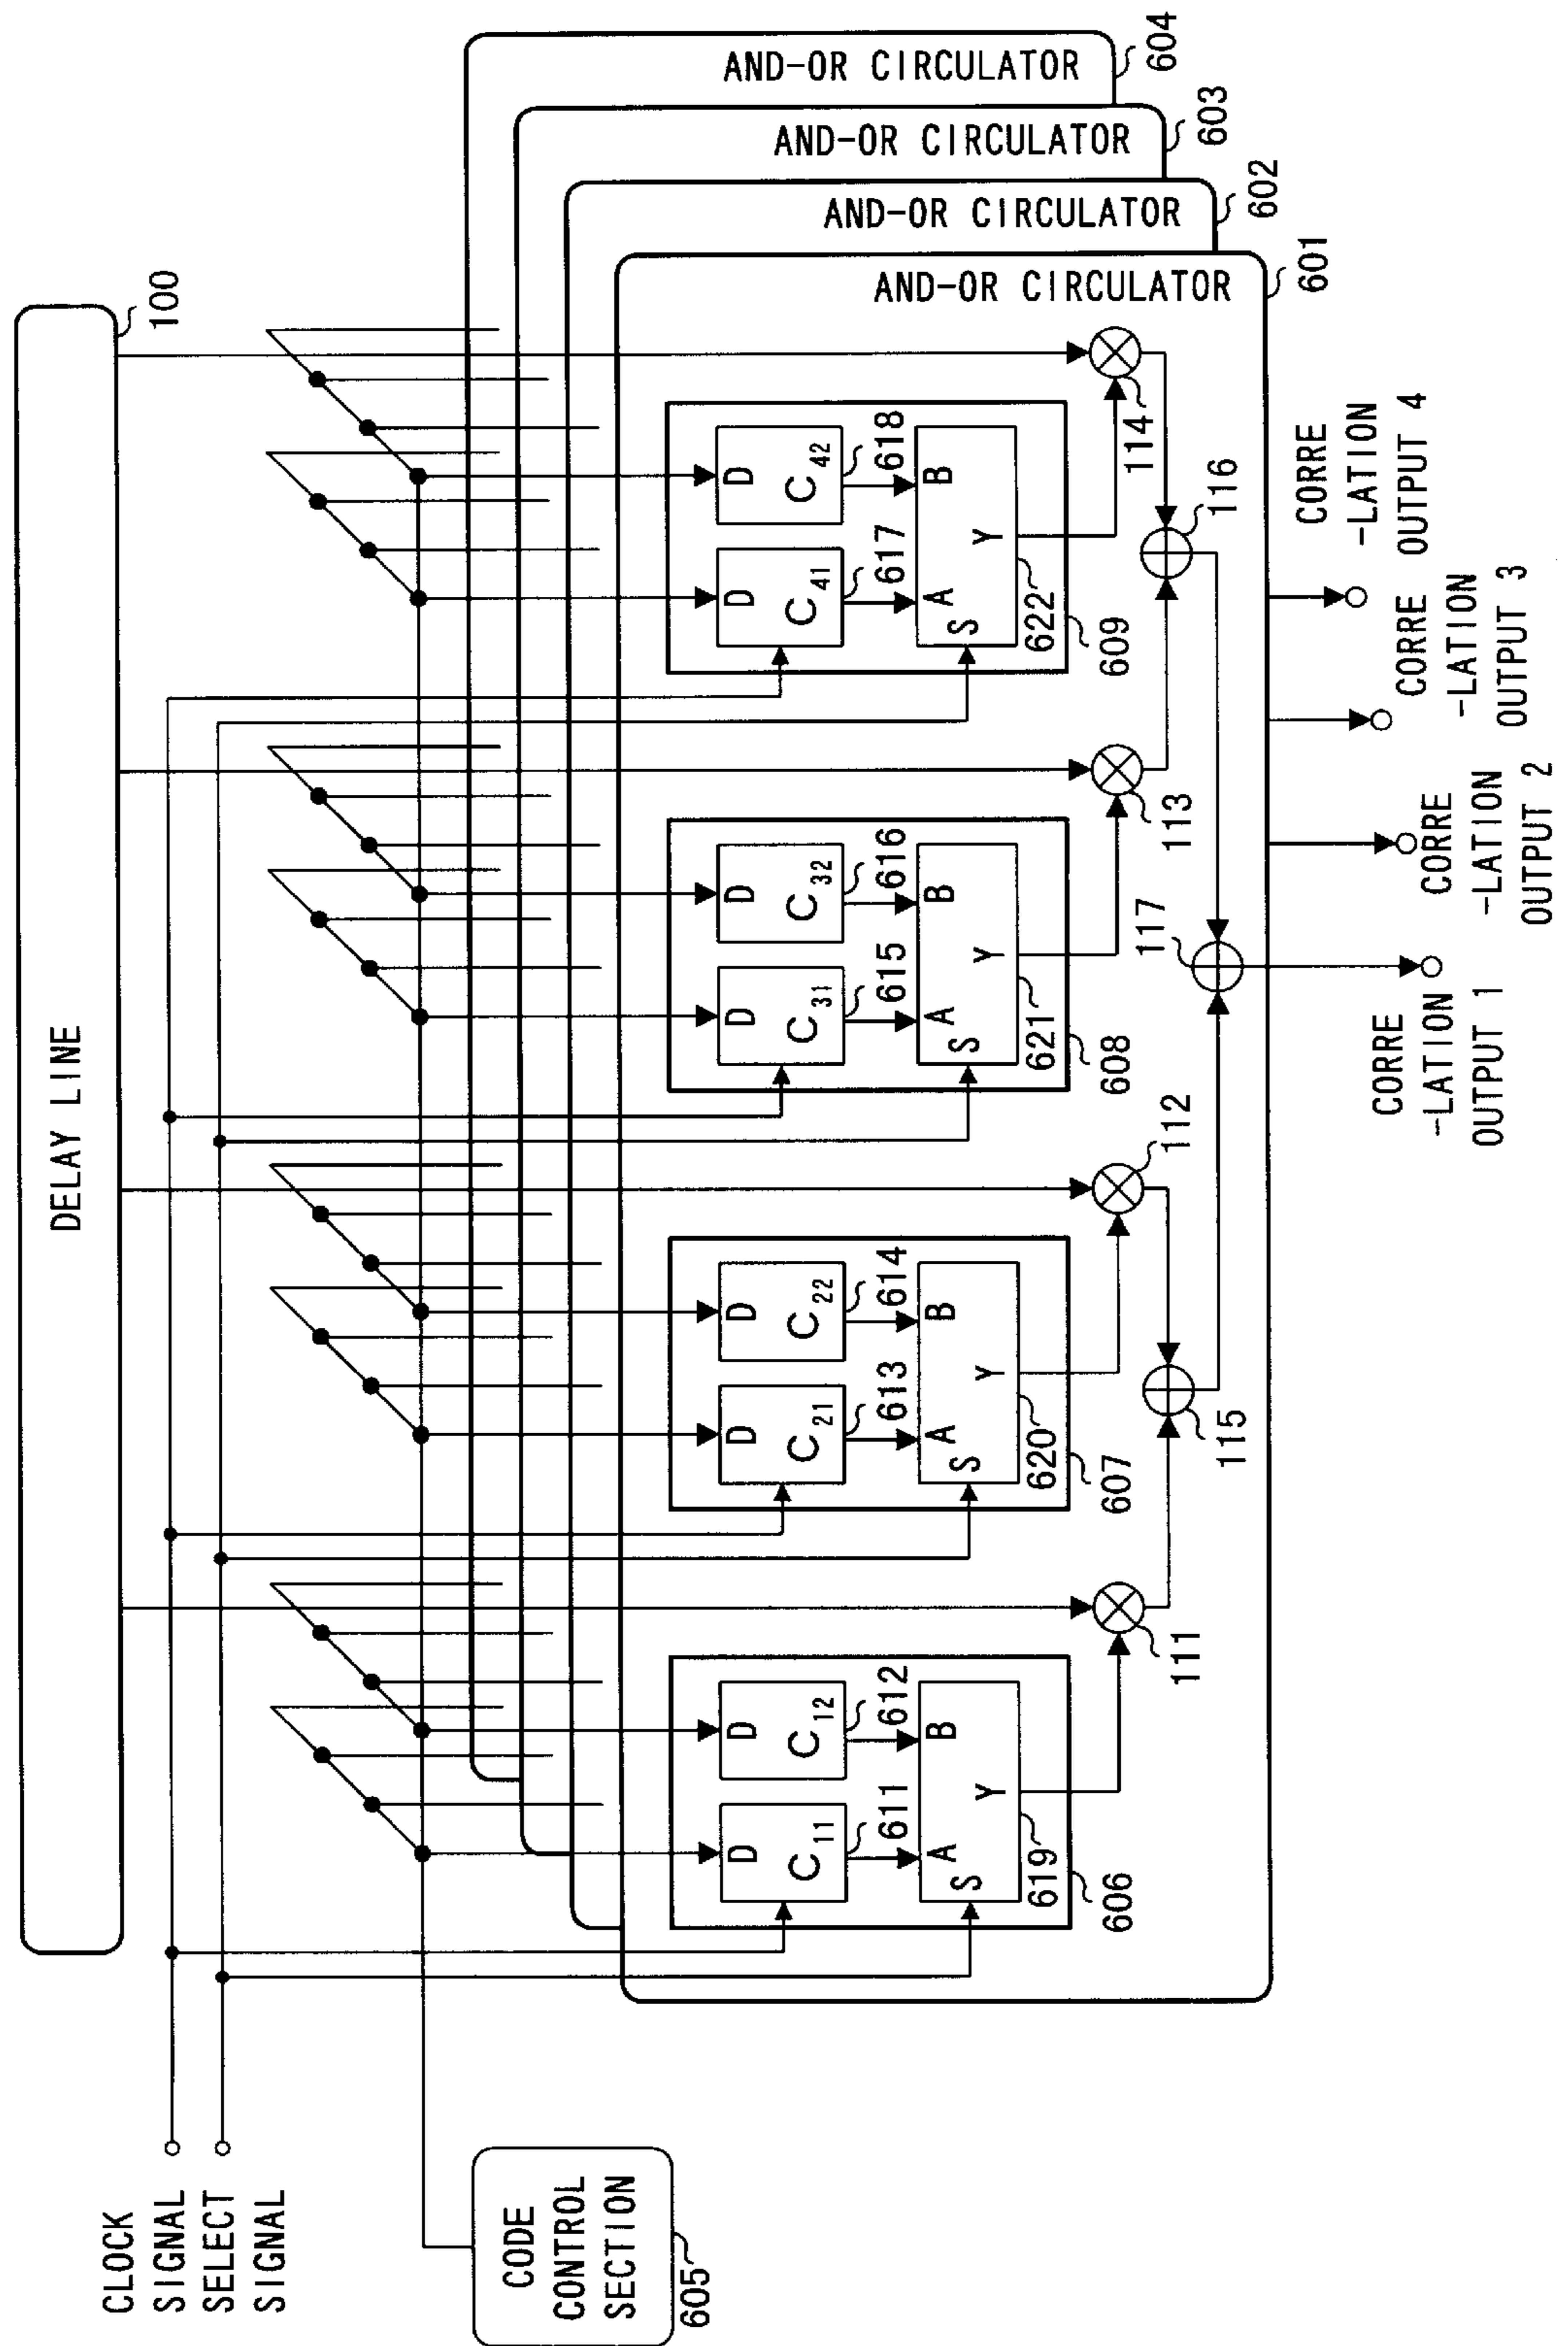 DELAY LINE
100
CLOCK
SIGNAL
SELECT
SIGNAL
CODE
CONTROL
SECTION
605
AND-OR CIRCULATOR
604
AND-OR CIRCULATOR
603
AND-OR CIRCULATOR
602
AND-OR CIRCULATOR
601
D
C11
611
D
C12
612
A
B
S
Y
619
606
111
D
C21
613
D
C22
614
A
B
S
Y
620
607
112
115
D
C31
615
D
C32
616
A
B
S
Y
621
608
113
117
D
C41
617
D
C42
618
A
B
S
Y
622
609
114
116
CORRE
-LATION
OUTPUT 1
CORRE
-LATION
OUTPUT 2
CORRE
-LATION
OUTPUT 3
CORRE
-LATION
OUTPUT 4